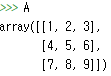 >>> A
array([[1, 2, 3],
       [4, 5, 6],
       [7, 8, 9]])